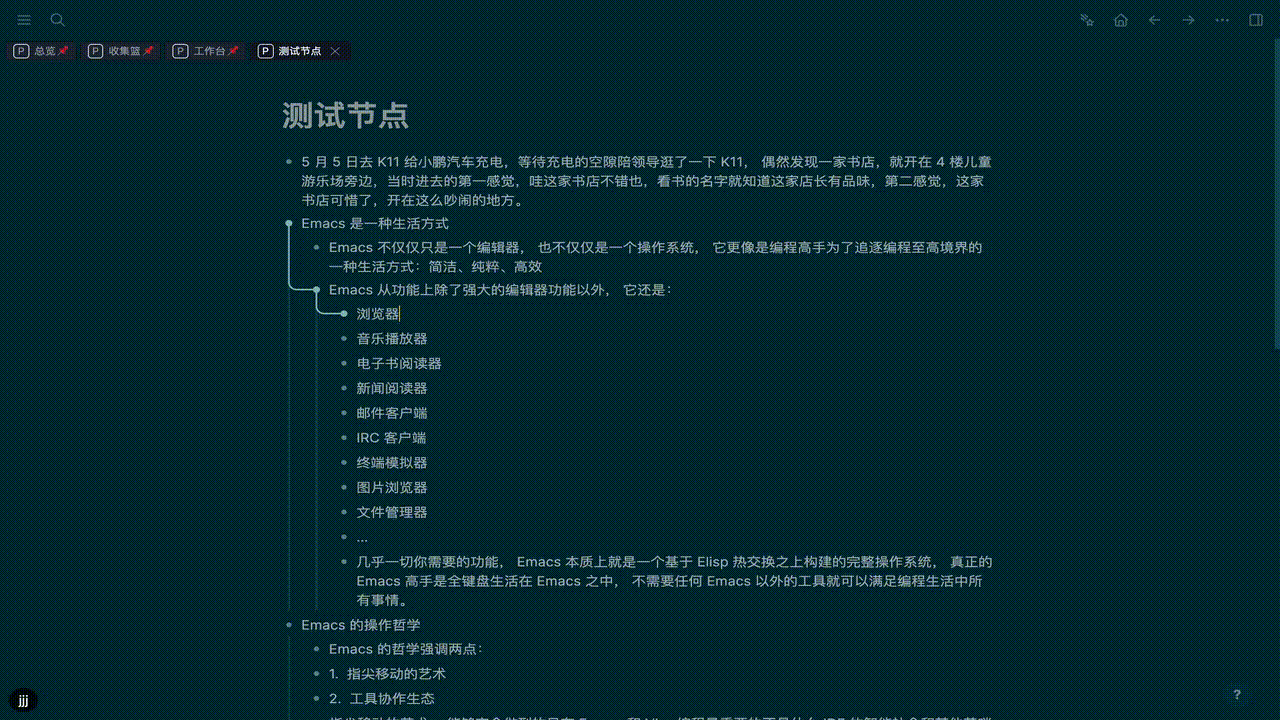 P 总览 P 收集篮 P 工作台 P 测试节点
测试节点
5 月 5 日去 K11 给小鹏汽车充电，等待充电的空隙陪领导逛了一下 K11， 偶然发现一家书店，就开在 4 楼儿童
游乐场旁边，当时进去的第一感觉，哇这家书店不错也，看书的名字就知道这家店长有品味，第二感觉，这家
书店可惜了，开在这么吵闹的地方。
Emacs 是一种生活方式
Emacs 不仅仅只是一个编辑器， 也不仅仅是一个操作系统， 它更像是编程高手为了追逐编程至高境界的
一种生活方式：简洁、纯粹、高效
Emacs 从功能上除了强大的编辑器功能以外， 它还是：
浏览器
音乐播放器
电子书阅读器
新闻阅读器
邮件客户端
IRC 客户端
终端模拟器
图片浏览器
文件管理器
...
几乎一切你需要的功能， Emacs 本质上就是一个基于 Elisp 热交换之上构建的完整操作系统， 真正的
Emacs 高手是全键盘生活在 Emacs 之中， 不需要任何 Emacs 以外的工具就可以满足编程生活中所
有事情。
Emacs 的操作哲学
Emacs 的哲学强调两点：
1. 指尖移动的艺术
2. 工具协作生态
jjj
?